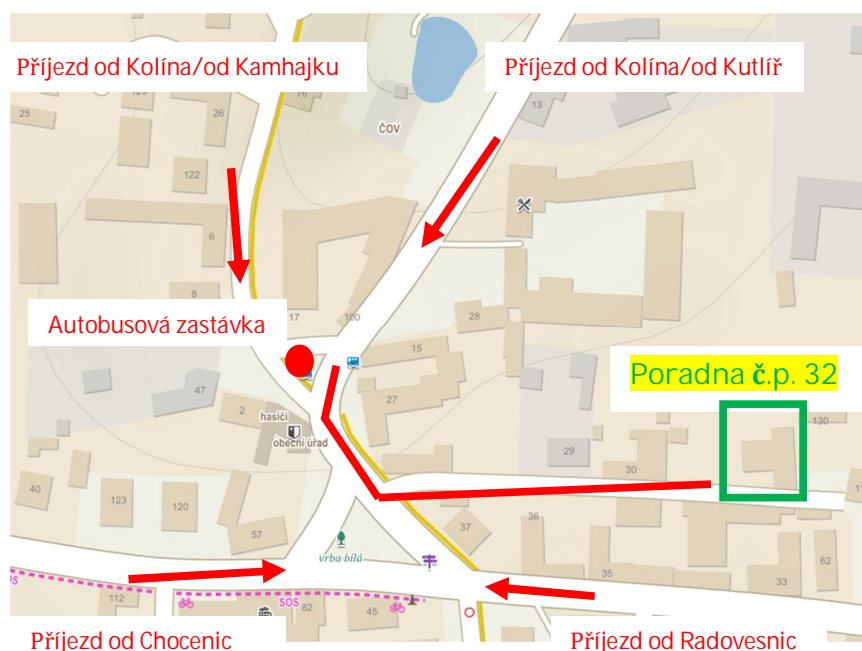 Příjezd od Kolína/od Kamhajku
Příjezd od Kolína/od Kutlíř
76
13
25
26
ČOV
122
6
8
17
100
28
Autobusová zastávka
15
Poradna č.p. 32
47
2
27
hasiči
obecní úřad
130
29
30
40
123
120
57
37
36
vrba bílá
35
33
62
SOS
112
82
45
Příjezd od Chocenic
Příjezd od Radovesnic